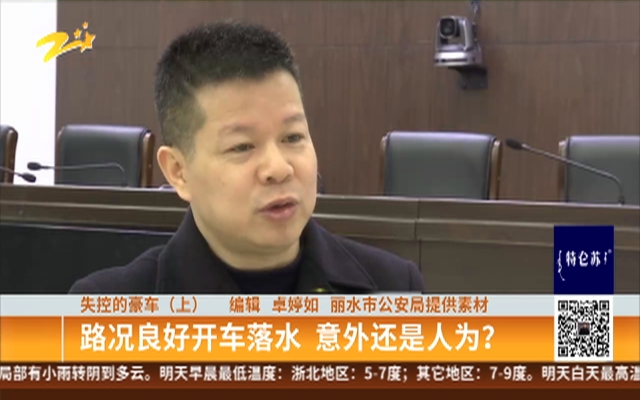 特仑苏
失控的豪车（上） 编辑 卓婷如 丽水市公安局提供素材
路况良好开车落水 意外还是人为？
局部有小雨转阴到多云。明天早晨最低温度：浙北地区：5-7度；其它地区：7-9度。明天白天最高温